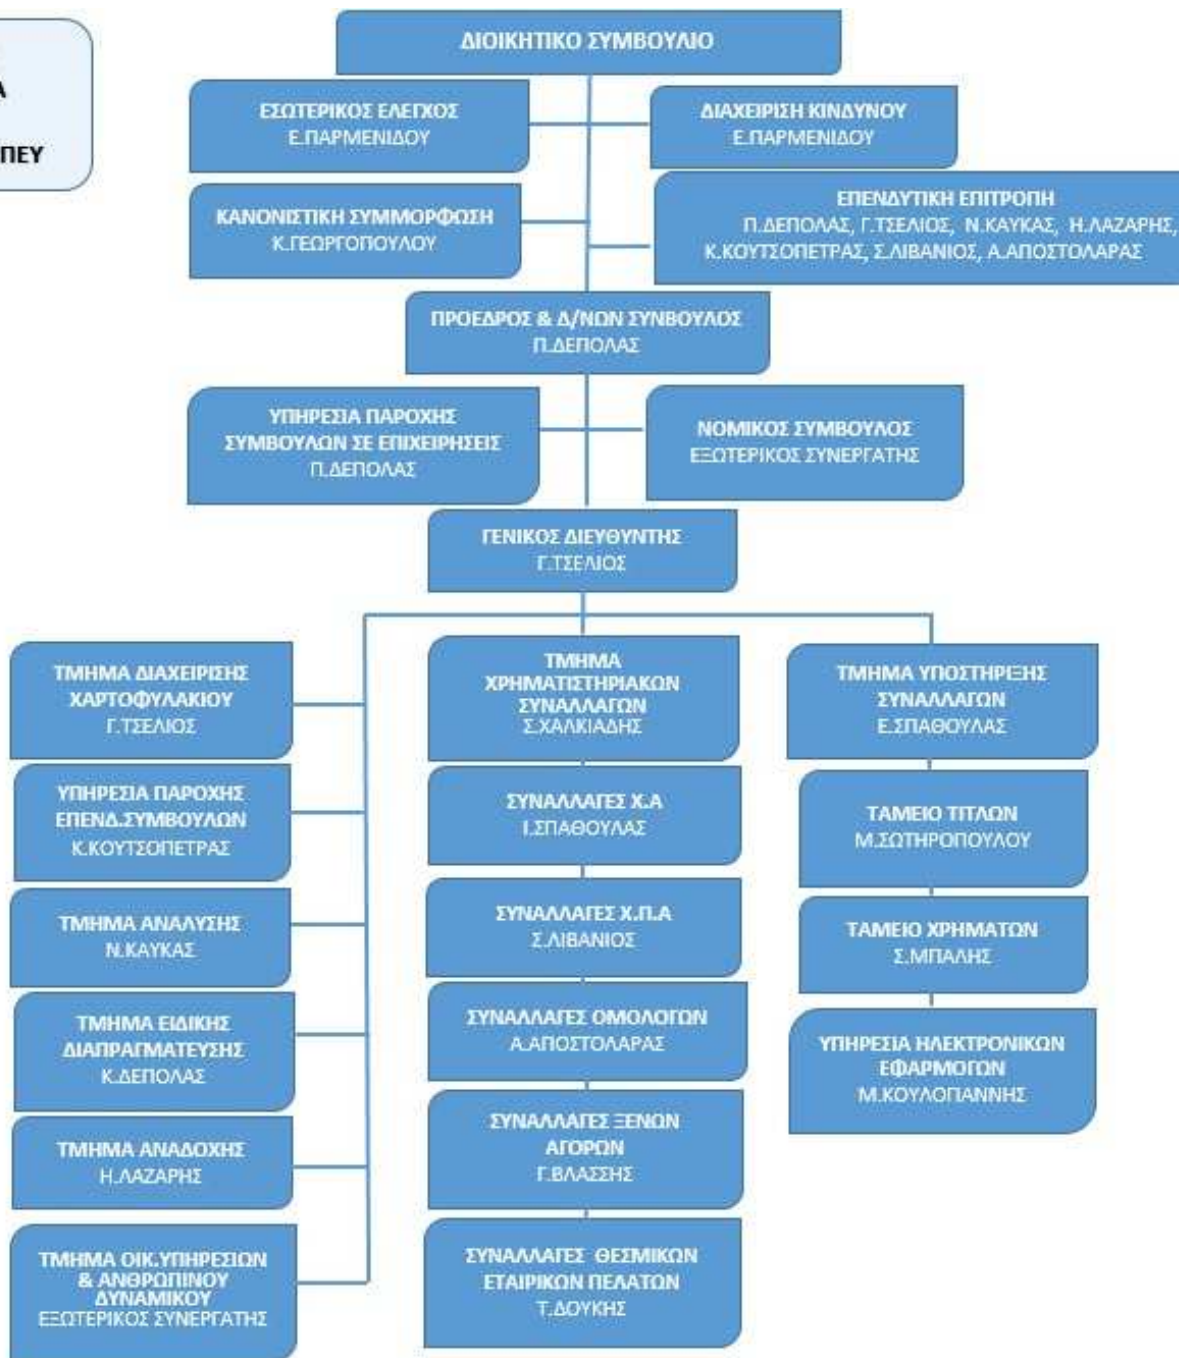 ΠΕΥ
ΔΙΟΙΚΗΤΙΚΟ ΣΥΜΒΟΥΛΙΟ
ΕΣΩΤΕΡΙΚΟΣ ΕΛΕΓΧΟΣ
Ε.ΠΑΡΜΕΝΙΔΟΥ
ΔΙΑΧΕΙΡΙΣΗ ΚΙΝΔΥΝΟΥ
Ε.ΠΑΡΜΕΝΙΔΟΥ
ΚΑΝΟΝΙΣΤΙΚΗ ΣΥΜΜΟΡΦΩΣΗ
Κ.ΓΕΩΡΓΟΠΟΥΛΟΥ
ΕΠΕΝΔΥΤΙΚΗ ΕΠΙΤΡΟΠΗ
Π.ΔΕΠΟΛΑΣ, Γ.ΤΣΕΛΙΟΣ, Ν.ΚΑΥΚΑΣ, Η.ΛΑΖΑΡΗΣ,
Κ.ΚΟΥΤΣΟΠΕΤΡΑΣ, Σ.ΛΙΒΑΝΙΟΣ, Α.ΑΠΟΣΤΟΛΑΡΑΣ
ΠΡΟΕΔΡΟΣ & Δ/ΝΩΝ ΣΥΝΒΟΥΛΟΣ
Π.ΔΕΠΟΛΑΣ
ΥΠΗΡΕΣΙΑ ΠΑΡΟΧΗΣ
ΣΥΜΒΟΥΛΩΝ ΣΕ ΕΠΙΧΕΙΡΗΣΕΙΣ
Π.ΔΕΠΟΛΑΣ
ΝΟΜΙΚΟΣ ΣΥΜΒΟΥΛΟΣ
ΕΞΩΤΕΡΙΚΟΣ ΣΥΝΕΡΓΑΤΗΣ
ΓΕΝΙΚΟΣ ΔΙΕΥΘΥΝΤΗΣ
Γ.ΤΣΕΛΙΟΣ
ΤΜΗΜΑ ΔΙΑΧΕΙΡΙΣΗΣ
ΧΑΡΤΟΦΥΛΑΚΙΟΥ
Γ.ΤΣΕΛΙΟΣ
ΥΠΗΡΕΣΙΑ ΠΑΡΟΧΗΣ
ΕΠΕΝΔ.ΣΥΜΒΟΥΛΩΝ
Κ.ΚΟΥΤΣΟΠΕΤΡΑΣ
ΤΜΗΜΑ ΑΝΑΛΥΣΗΣ
Ν.ΚΑΥΚΑΣ
ΤΜΗΜΑ ΕΙΔΙΚΗΣ
ΔΙΑΠΡΑΓΜΑΤΕΥΣΗΣ
Κ.ΔΕΠΟΛΑΣ
ΤΜΗΜΑ ΑΝΑΔΟΧΗΣ
Η.ΛΑΖΑΡΗΣ
ΤΜΗΜΑ ΟΙΚ.ΥΠΗΡΕΣΙΩΝ
& ΑΝΘΡΩΠΙΝΟΥ
ΔΥΝΑΜΙΚΟΥ
ΕΞΩΤΕΡΙΚΟΣ ΣΥΝΕΡΓΑΤΗΣ
ΤΜΗΜΑ
ΧΡΗΜΑΤΙΣΤΗΡΙΑΚΩΝ
ΣΥΝΑΛΛΑΓΩΝ
Σ.ΧΑΛΚΙΑΔΗΣ
ΣΥΝΑΛΛΑΓΕΣ Χ.Α
Ι.ΣΠΑΘΟΥΛΑΣ
ΣΥΝΑΛΛΑΓΕΣ Χ.Π.Α
Σ.ΛΙΒΑΝΙΟΣ
ΣΥΝΑΛΛΑΓΕΣ ΟΜΟΛΟΓΩΝ
Α.ΑΠΟΣΤΟΛΑΡΑΣ
ΣΥΝΑΛΛΑΓΕΣ ΞΕΝΩΝ
ΑΓΟΡΩΝ
Γ.ΒΛΑΣΣΗΣ
ΣΥΝΑΛΛΑΓΕΣ ΘΕΣΜΙΚΩΝ
ΕΤΑΙΡΙΚΩΝ ΠΕΛΑΤΩΝ
Τ.ΔΟΥΚΗΣ
ΤΜΗΜΑ ΥΠΟΣΤΗΡΙΞΗΣ
ΣΥΝΑΛΛΑΓΩΝ
Ε.ΣΠΑΘΟΥΛΑΣ
ΤΑΜΕΙΟ ΤΙΤΛΩΝ
Μ.ΣΩΤΗΡΟΠΟΥΛΟΥ
ΤΑΜΕΙΟ ΧΡΗΜΑΤΩΝ
Σ.ΜΠΑΛΗΣ
ΥΠΗΡΕΣΙΑ ΗΛΕΚΤΡΟΝΙΚΩΝ
ΕΦΑΡΜΟΓΩΝ
Μ.ΚΟΥΛΟΓΙΑΝΝΗΣ